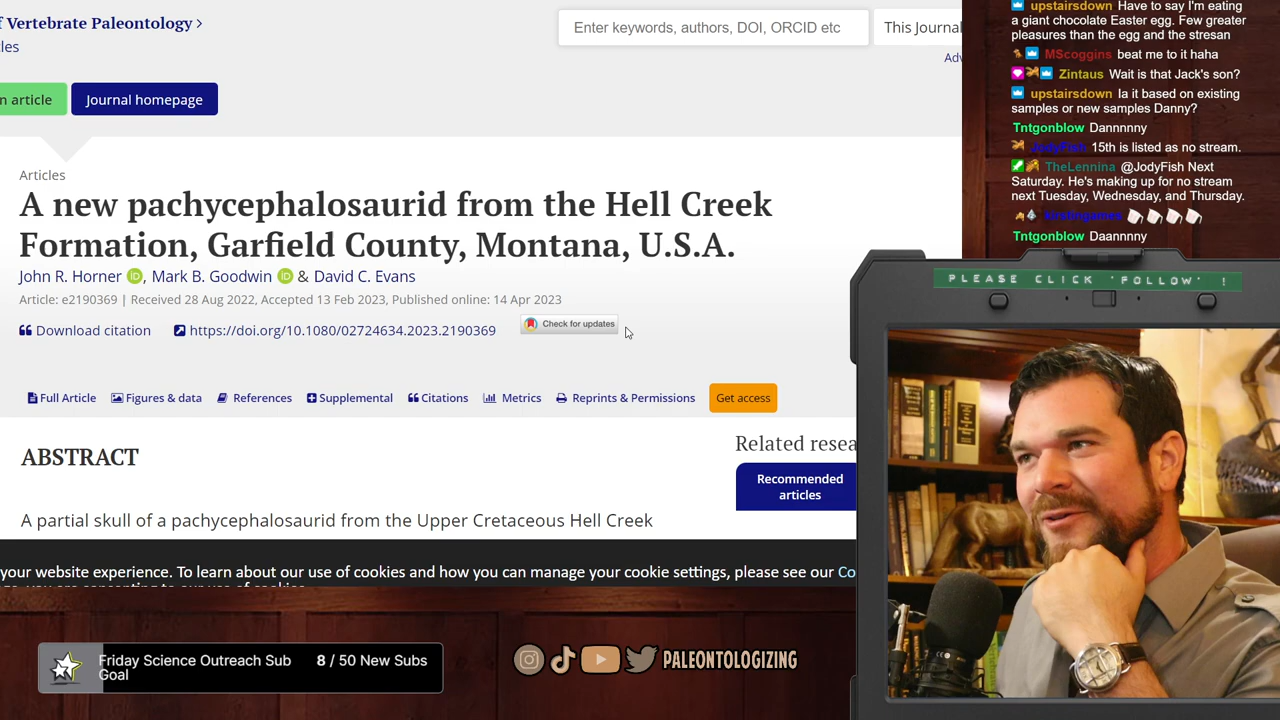 f Vertebrate Paleontology >
cles
Enter keywords, authors, DOI, ORCID etc
This Journal
Adv
n article
Journal homepage
Articles
A new pachycephalosaurid from the Hell Creek
Formation, Garfield County, Montana, U.S.A.
John R. Horner iD, Mark B. Goodwin iD & David C. Evans
Article: e2190369 | Received 28 Aug 2022, Accepted 13 Feb 2023, Published online: 14 Apr 2023
Download citation
https://doi.org/10.1080/02724634.2023.2190369
Check for updates
Full Article
Figures & data
References
Supplemental
Citations
Metrics
Reprints & Permissions
Get access
ABSTRACT
Related resea
Recommended
articles
A partial skull of a pachycephalosaurid from the Upper Cretaceous Hell Creek
your website experience. To learn about our use of cookies and how you can manage your cookie settings, please see our Co
Friday Science Outreach Sub
Goal
8 / 50 New Subs
PALEONTOLOGIZING
upstairsdown Have to say I'm eating
a giant chocolate Easter egg. Few greater
pleasures than the egg and the stresan
MScoggins beat me to it haha
Zintaus Wait is that Jack's son?
upstairsdown Ia it based on existing
samples or new samples Danny?
Tntgonblow Dannnny
JodyFish 15th is listed as no stream.
TheLennina @JodyFish Next
Saturday. He's making up for no stream
next Tuesday, Wednesday, and Thursday.
kirstingames
Tntgonblow Daannnny
PLEASE CLICK 'FOLLOW' !